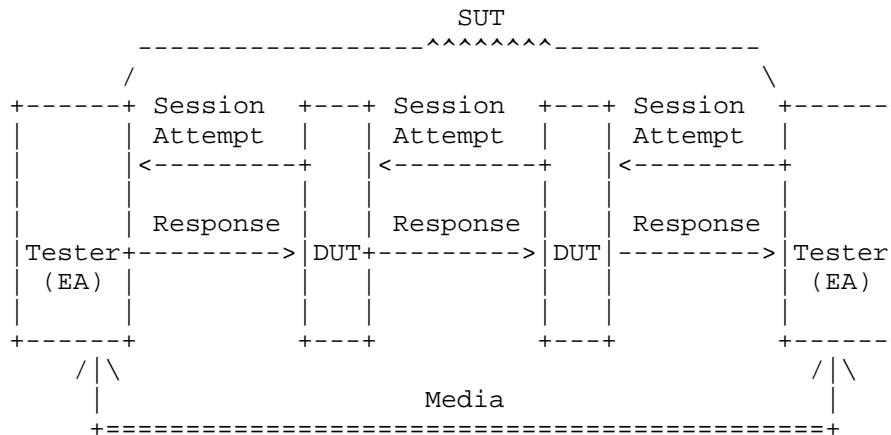 SUT
Session Session Session
Attempt Attempt Attempt
Response Response Response
Tester DUT DUT Tester
(EA) (EA)
Media